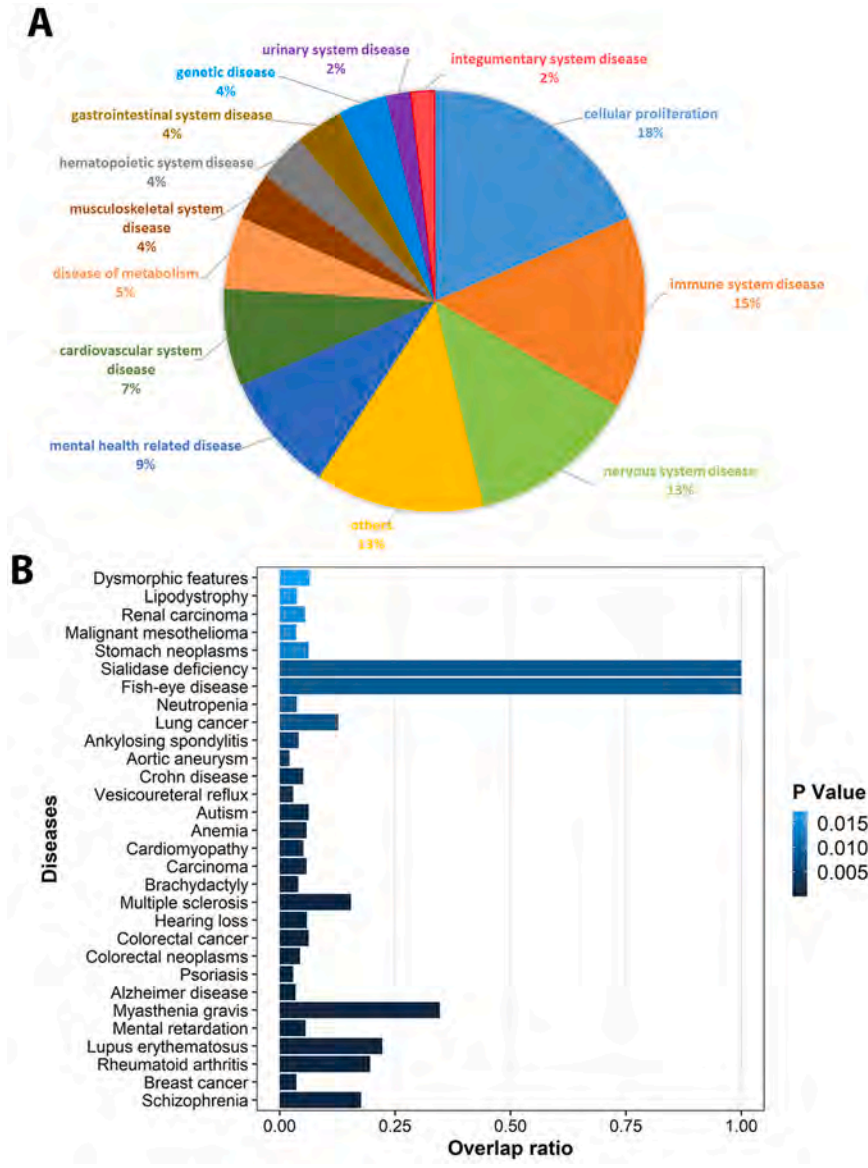 A
urinary system disease
2%
integumentary system disease
2%
genetic disease
4%
cellular proliferation
18%
gastrointestinal system disease
4%
hematopoietic system disease
4%
musculoskeletal system
disease
4%
disease of metabolism
5%
immune system disease
15%
cardiovascular system
disease
7%
mental health related disease
9%
nervous system disease
13%
others
13%
B
Dysmorphic features
Lipodystrophy
Renal carcinoma
Malignant mesothelioma
Stomach neoplasms
Sialidase deficiency
Fish-eye disease
Neutropenia
Lung cancer
Ankylosing spondylitis
Aortic aneurysm
Crohn disease
Vesicoureteral reflux
Autism
Anemia
Cardiomyopathy
Carcinoma
Brachydactyly
Multiple sclerosis
Hearing loss
Colorectal cancer
Colorectal neoplasms
Psoriasis
Alzheimer disease
Myasthenia gravis
Mental retardation
Lupus erythematosus
Rheumatoid arthritis
Breast cancer
Schizophrenia
Diseases
0.00 0.25 0.50 0.75 1.00
Overlap ratio
P Value
0.015
0.010
0.005